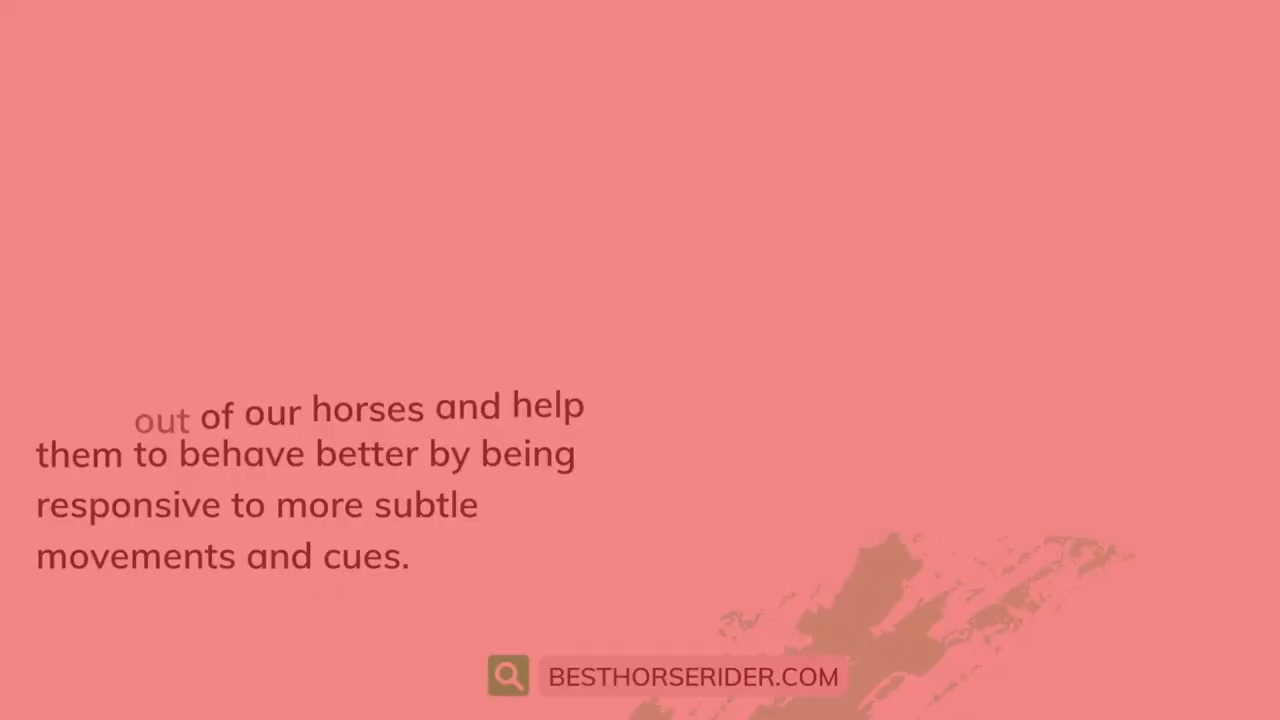 out of our horses and help
them to behave better by being
responsive to more subtle
movements and cues.
BESTHORSERIDER.COM